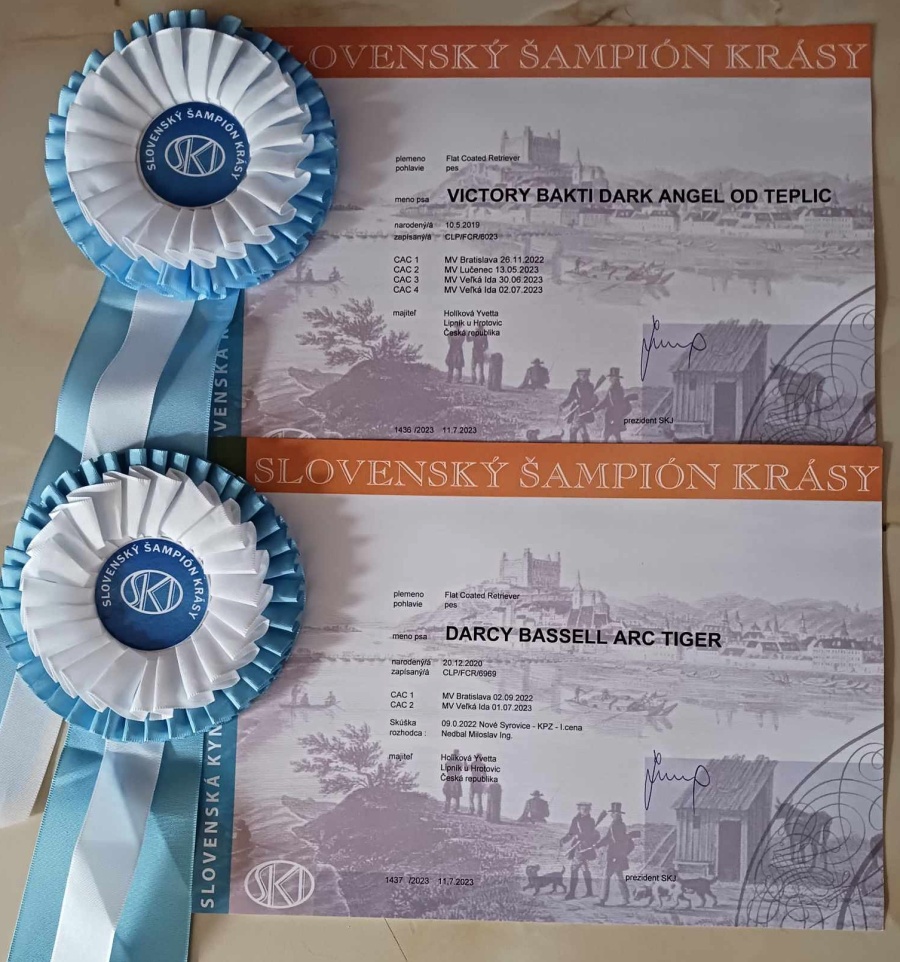 SLOVENSKÝ ŠAMPIÓN KRÁSY
SLOVENSKÝ ŠAMPIÓN KRÁSY
SKJ
plemeno Flat Coated Retriever
pohlavie pes
meno psa VICTORY BAKTI DARK ANGEL OD TEPLIC
narodený/á 10.5.2019
zapísaný/á CLP/FCR/6023
CAC 1 MV Bratislava 26.11.2022
CAC 2 MV Lučenec 13.05.2023
CAC 3 MV Veľká Ida 30.06 2023
CAC 4 MV Veľká Ida 02.07.2023
majiteľ Holíková Yvetta
Lipník u Hrotovic
Česká republika
prezident SKJ
1436 /2023 11.7.2023
SLOVENSKÝ ŠAMPIÓN KRÁSY
SLOVENSKÝ ŠAMPIÓN KRÁSY
SKJ
plemeno Flat Coated Retriever
pohlavie pes
meno psa DARCY BASSELL ARC TIGER
narodený/á 20.12.2020
zapísaný/á CLP/FCR/6969
CAC 1 MV Bratislava 02.09.2022
CAC 2 MV Veľká Ida 01.07.2023
Skúška 09.0.2022 Nové Syrovice - KPZ - I.cena
rozhodca : Nedbal Miloslav Ing.
majiteľ Holíková Yvetta
Lipník u Hrotovic
Česká republika
prezident SKJ
1437 /2023 11.7.2023
SLOVENSKÁ KYN
SKJ